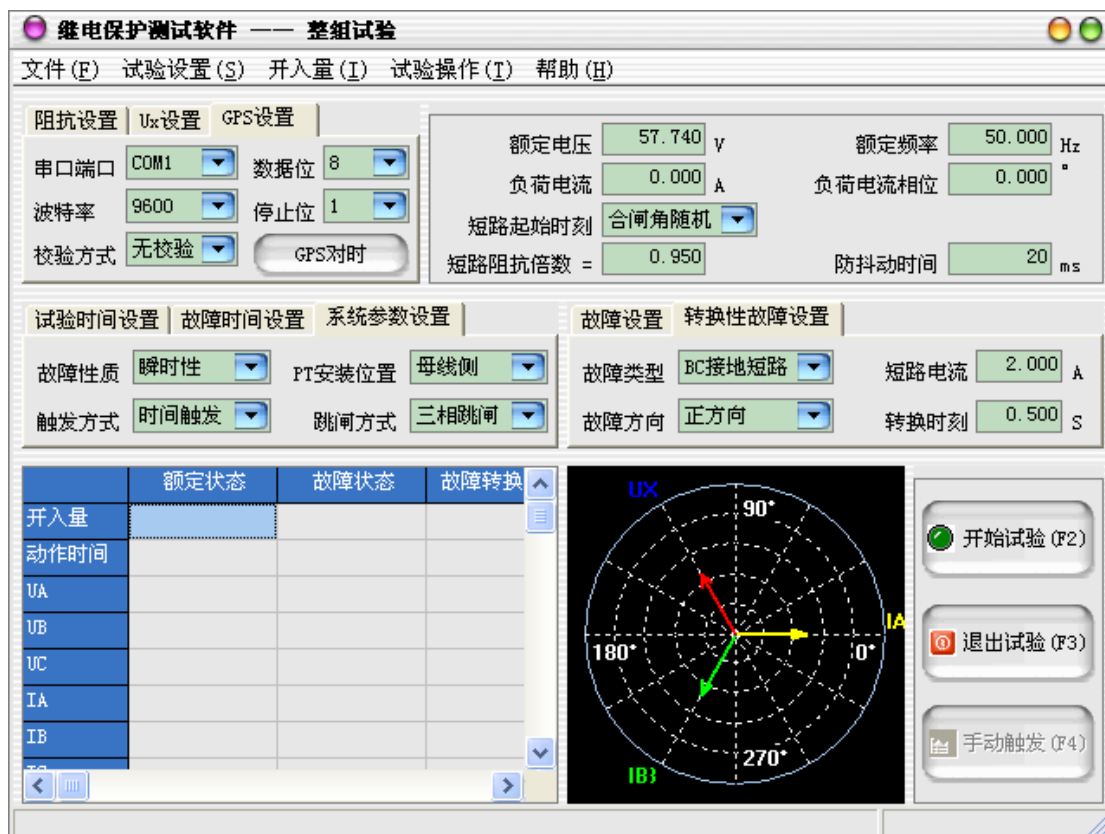 继电保护测试软件 —— 整组试验
文件(F) 试验设置(S) 开入量(I) 试验操作(T) 帮助(H)
阻抗设置 Ux设置 GPS设置
串口端口 COM1 数据位 8
波特率 9600 停止位 1
校验方式 无校验 GPS对时
额定电压 57.740 V 额定频率 50.000 Hz
负荷电流 0.000 A 负荷电流相位 0.000 °
短路起始时刻 合闸角随机
短路阻抗倍数 = 0.950 防抖动时间 20 ms
试验时间设置 故障时间设置 系统参数设置
故障性质 瞬时性 PT安装位置 母线侧
触发方式 时间触发 跳闸方式 三相跳闸
故障设置 转换性故障设置
故障类型 BC接地短路 短路电流 2.000 A
故障方向 正方向 转换时刻 0.500 S
额定状态 故障状态 故障转换
开入量
动作时间
UA
UB
UC
IA
IB
UX
90°
IA
180° 0°
270°
IB
开始试验(F2)
退出试验(F3)
手动触发(F4)